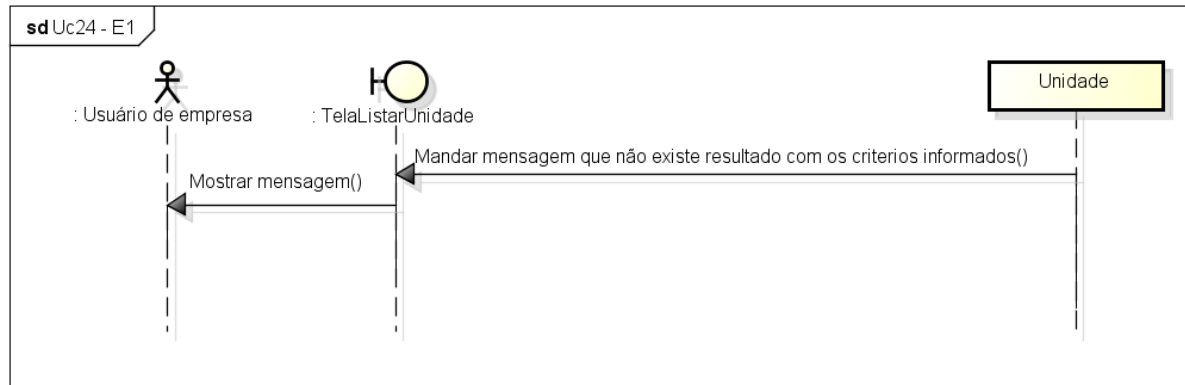 sd Uc24 - E1
: Usuário de empresa
: TelaListarUnidade
Unidade
Mandar mensagem que não existe resultado com os criterios informados()
Mostrar mensagem()